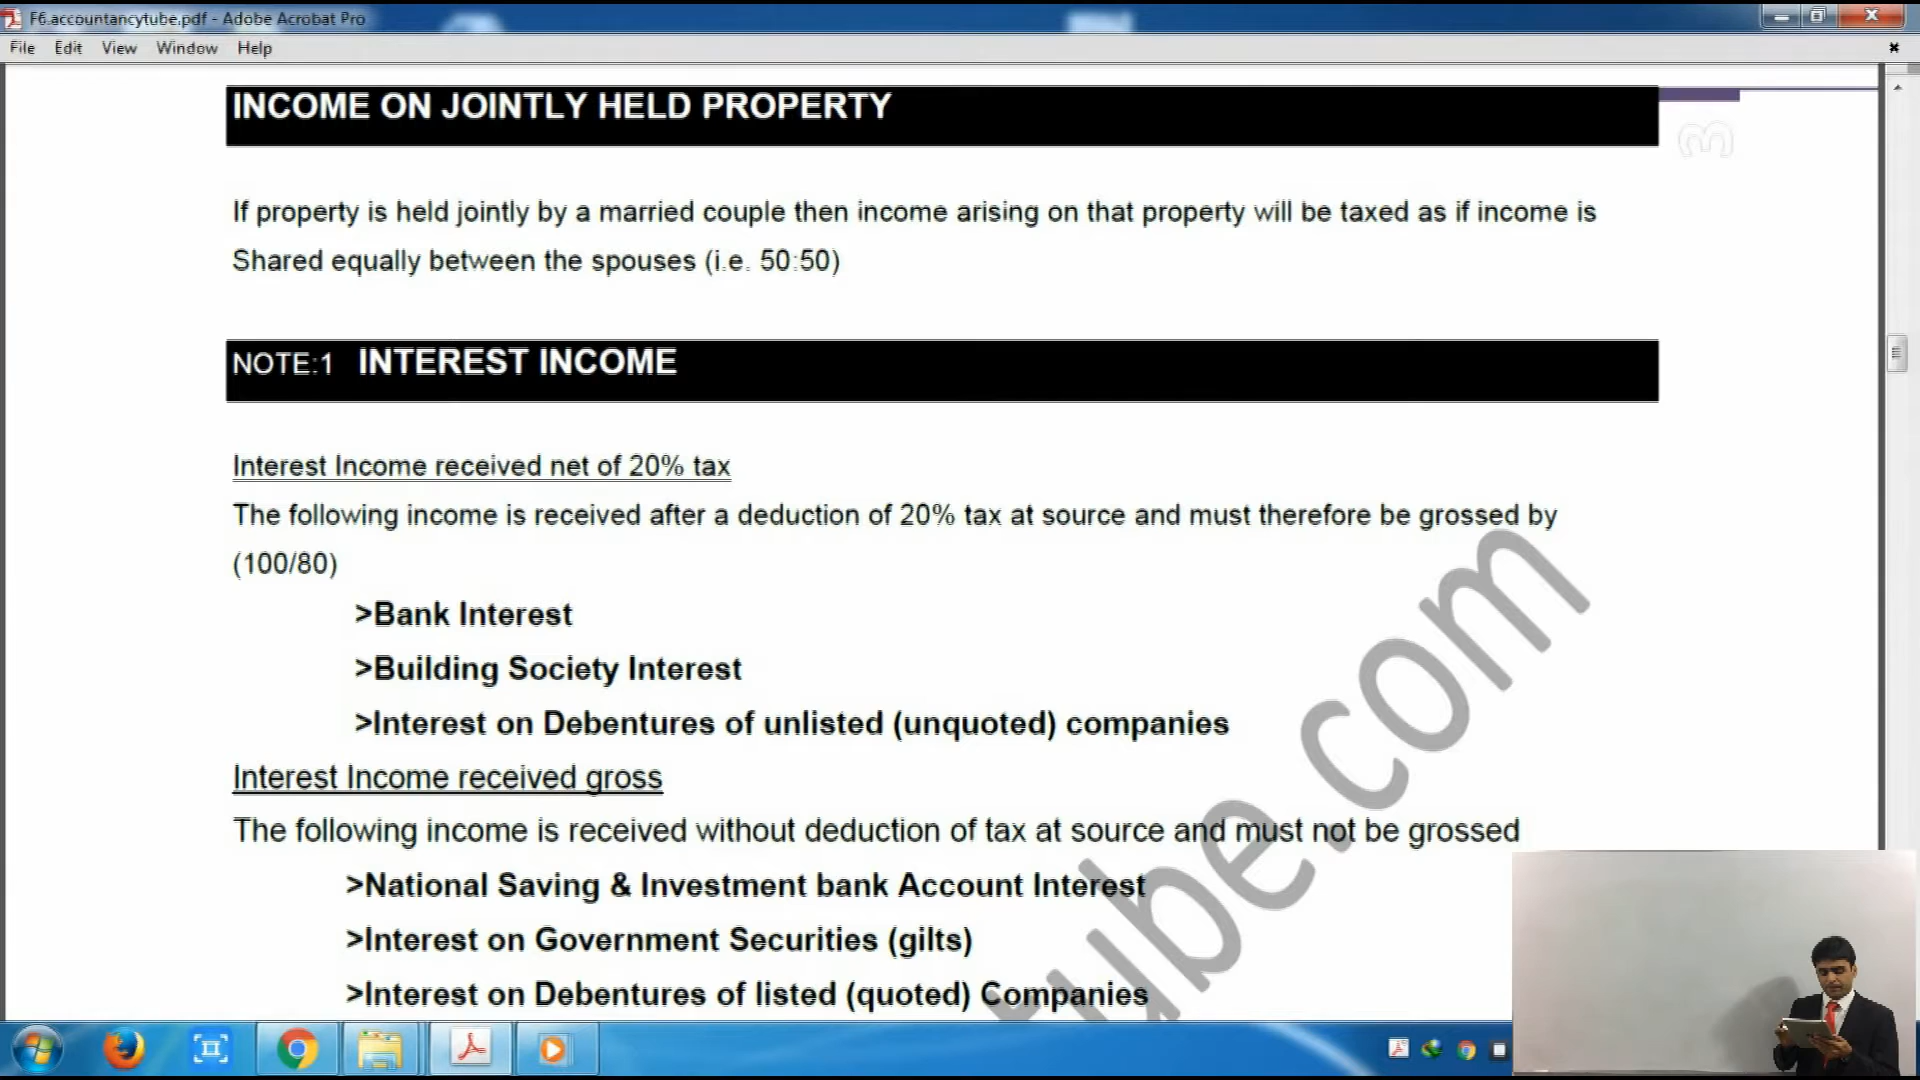 F6.accountancytube.pdf - Adobe Acrobat Pro
File Edit View Window Help
INCOME ON JOINTLY HELD PROPERTY
3
If property is held jointly by a married couple then income arising on that property will be taxed as if income is
Shared equally between the spouses (i.e. 50:50)
NOTE:1 INTEREST INCOME
Interest Income received net of 20% tax
The following income is received after a deduction of 20% tax at source and must therefore be grossed by
(100/80)
>Bank Interest
>Building Society Interest
>Interest on Debentures of unlisted (unquoted) companies
Interest Income received gross
The following income is received without deduction of tax at source and must not be grossed
>National Saving & Investment bank Account Interest
>Interest on Government Securities (gilts)
>Interest on Debentures of listed (quoted) Companies
ube.com